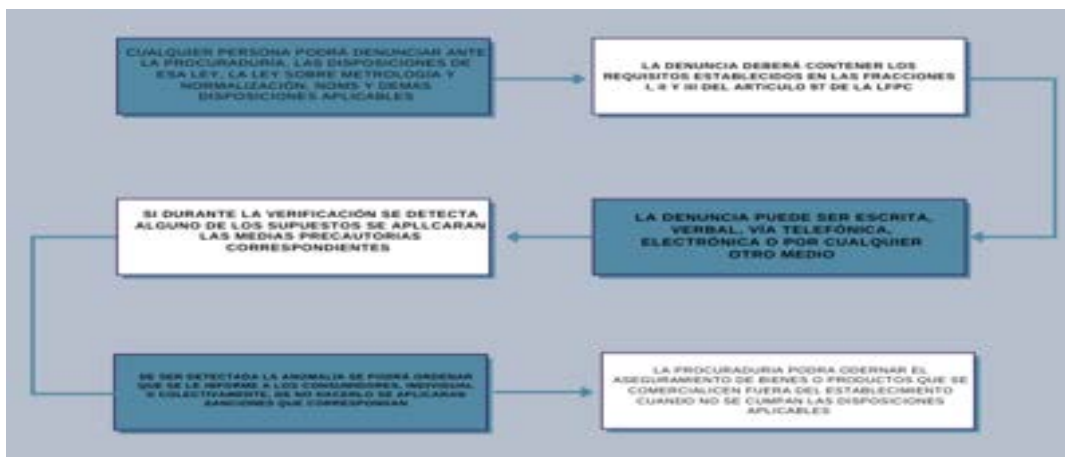 CUALQUIER PERSONA PODRÁ DENUNCIAR ANTE
LA PROCURADURÍA, LAS DISPOSICIONES DE
ESA LEY, LA LEY SOBRE METROLOGÍA Y
NORMALIZACIÓN, NOMS Y DEMAS
DISPOSICIONES APLICABLES
LA DENUNCIA DEBERÁ CONTENER LOS
REQUISITOS ESTABLECIDOS EN LAS FRACCIONES
I, II Y III DEL ARTICULO 97 DE LA LFPC
LA DENUNCIA PUEDE SER ESCRITA,
VERBAL, VÍA TELEFÓNICA,
ELECTRÓNICA O POR CUALQUIER
OTRO MEDIO
SI DURANTE LA VERIFICACIÓN SE DETECTA
ALGUNO DE LOS SUPUESTOS SE APLLCARAN
LAS MEDIAS PRECAUTORIAS
CORRESPONDIENTES
DE SER DETECTADA LA ANOMALIA SE PODRÁ ORDENAR
QUE SE LE INFORME A LOS CONSUMIDORES, INDIVIDUAL
O COLECTIVAMENTE, DE NO HACERLO SE APLICARAN
SANCIONES QUE CORRESPONDAN
LA PROCURADURIA PODRA ODERNAR EL
ASEGURAMIENTO DE BIENES O PRODUCTOS QUE SE
COMERCIALICEN FUERA DEL ESTABLECIMIENTO
CUANDO NO SE CUMPAN LAS DISPOSICIONES
APLICABLES